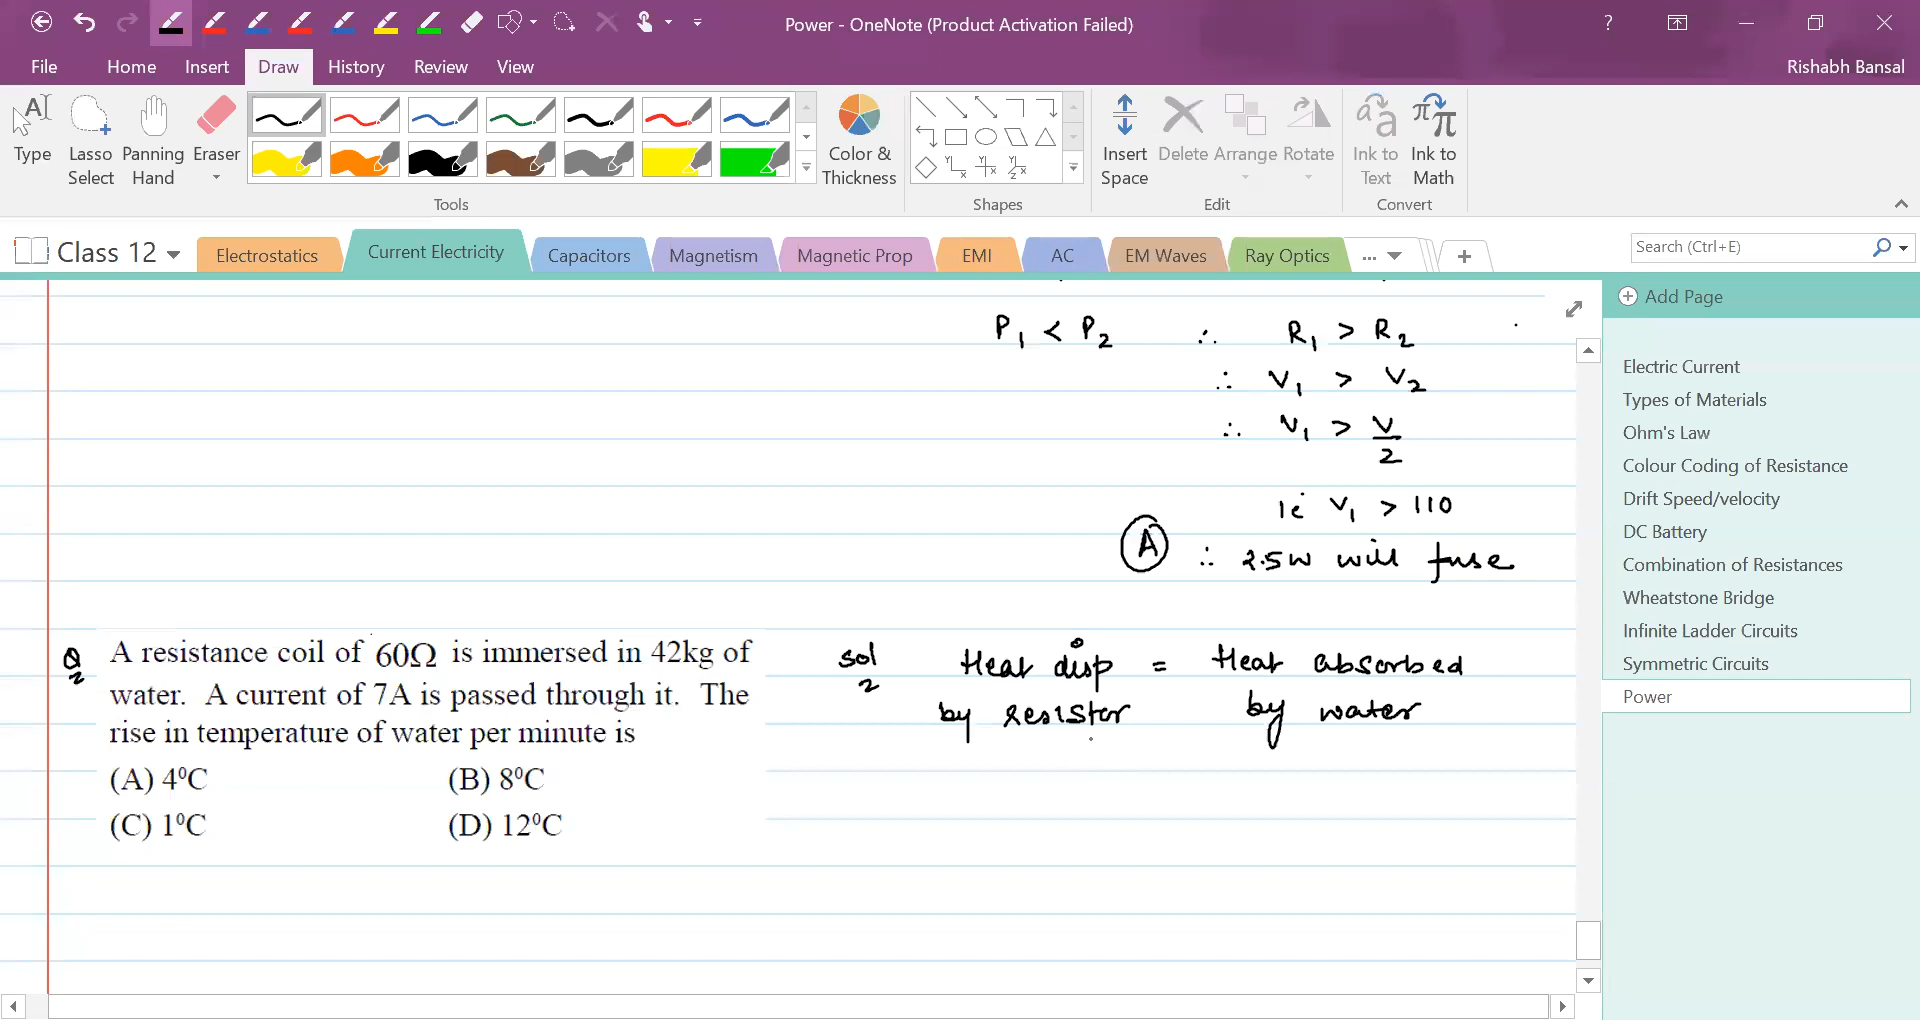 Power - OneNote (Product Activation Failed)
?
File Home Insert Draw History Review View
Rishabh Bansal
Type
Lasso Select
Panning Hand
Eraser
Tools
Color & Thickness
Shapes
Insert Space
Delete
Arrange
Rotate
Edit
Ink to Text
Ink to Math
Convert
Class 12
Electrostatics
Current Electricity
Capacitors
Magnetism
Magnetic Prop
EMI
AC
EM Waves
Ray Optics
...
Search (Ctrl+E)
Add Page
Electric Current
Types of Materials
Ohm's Law
Colour Coding of Resistance
Drift Speed/velocity
DC Battery
Combination of Resistances
Wheatstone Bridge
Infinite Ladder Circuits
Symmetric Circuits
Power
P₁ < P₂ ∴ R₁ > R₂
∴ V₁ > V₂
∴ V₁ > V/2
ie V₁ > 110
(A) ∴ 2.5W will fuse
Q2
A resistance coil of 60Ω is immersed in 42kg of
water. A current of 7A is passed through it. The
rise in temperature of water per minute is
(A) 4⁰C (B) 8⁰C
(C) 1⁰C (D) 12⁰C
Sol 2
Heat disp = Heat absorbed
by resistor by water